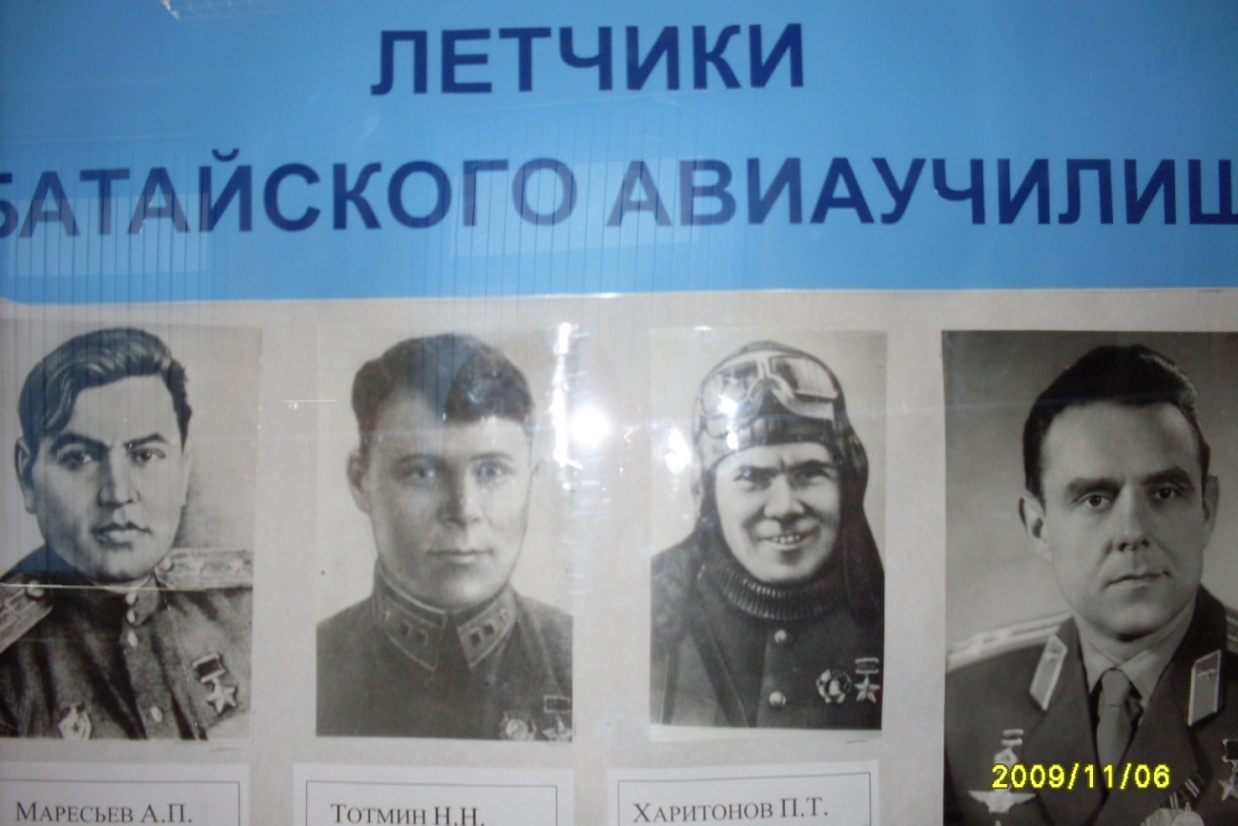 ЛЕТЧИКИ
БАТАЙСКОГО АВИАУЧИЛИЩ
МАРЕСЬЕВ А.П.
ТОТМИН Н.Н.
ХАРИТОНОВ П.Т.
2009/11/06